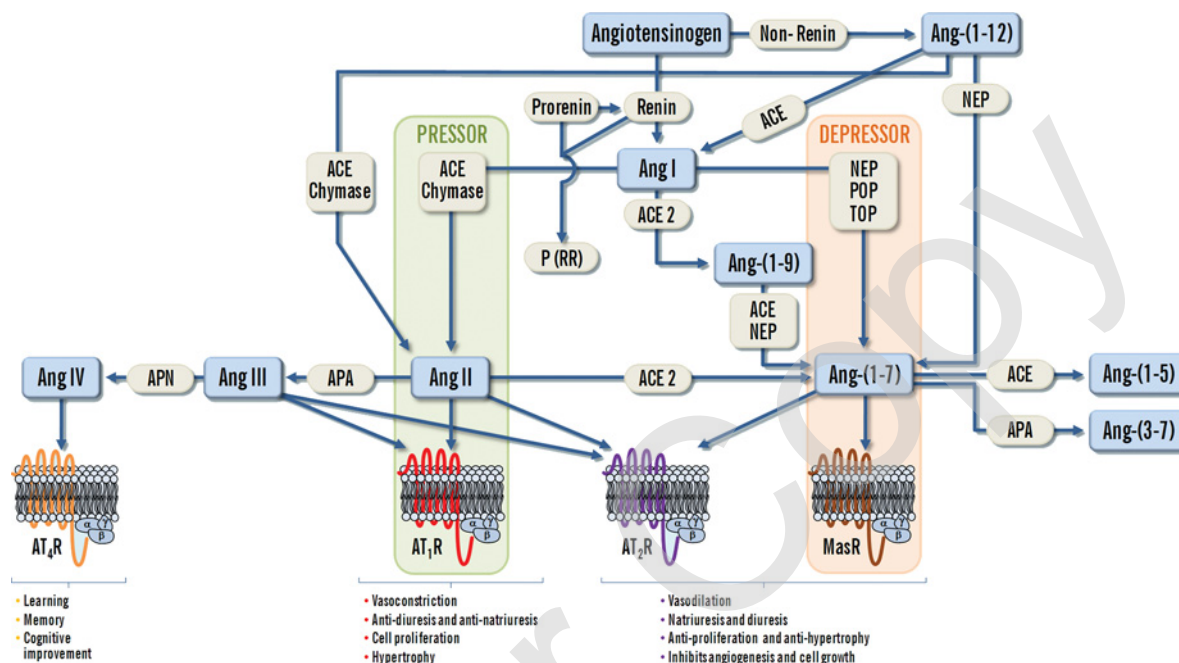 Angiotensinogen
Non- Renin
Ang-(1-12)
Prorenin
Renin
ACE
NEP
PRESSOR
DEPRESSOR
ACE
Chymase
ACE
Chymase
Ang I
NEP
POP
TOP
ACE 2
P (RR)
Ang-(1-9)
ACE
NEP
Ang IV
APN
Ang III
APA
Ang II
ACE 2
Ang-(1-7)
ACE
Ang-(1-5)
APA
Ang-(3-7)
α γ
β
α γ
β
α γ
β
α γ
β
AT4R
AT1R
AT2R
MasR
• Learning
• Memory
• Cognitive
improvement
• Vasoconstriction
• Anti-diuresis and anti-natriuresis
• Cell proliferation
• Hypertrophy
• Vasodilation
• Natriuresis and diuresis
• Anti-proliferation and anti-hypertrophy
• Inhibits angiogenesis and cell growth
Copy